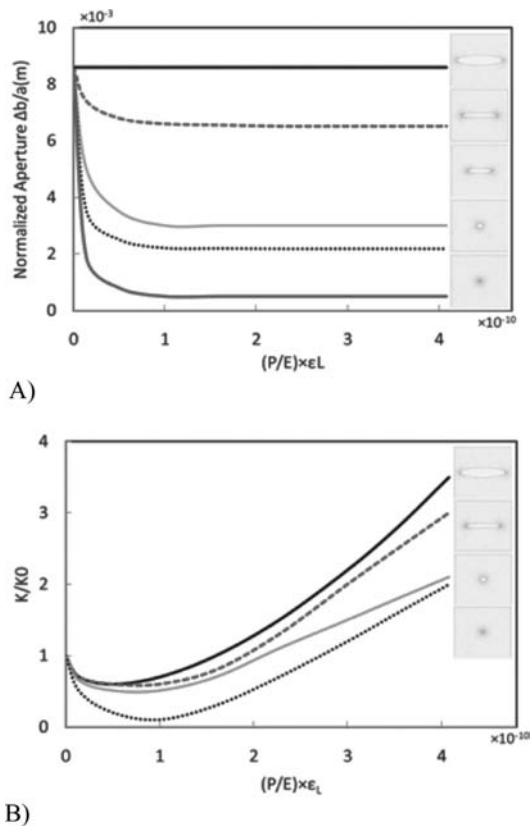 ×10⁻³
10
8
6
4
2
0
Normalized Aperture Δb/a(m)
0 1 2 3 4
×10⁻¹⁰
(P/E)×εL
A)
4
3
2
1
0
K/K0
0 1 2 3 4
×10⁻¹⁰
(P/E)×ε_L
B)